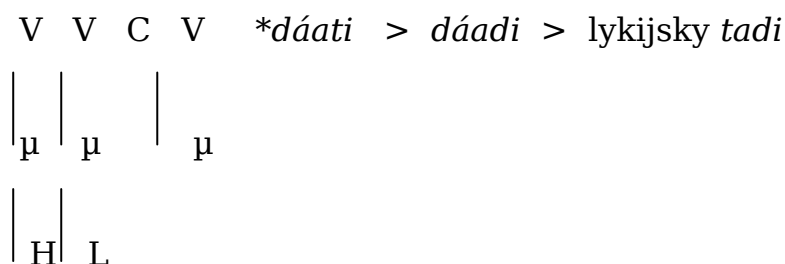 V V C V *dáati > dáadi > lykijsky tadi
µ µ µ
H L